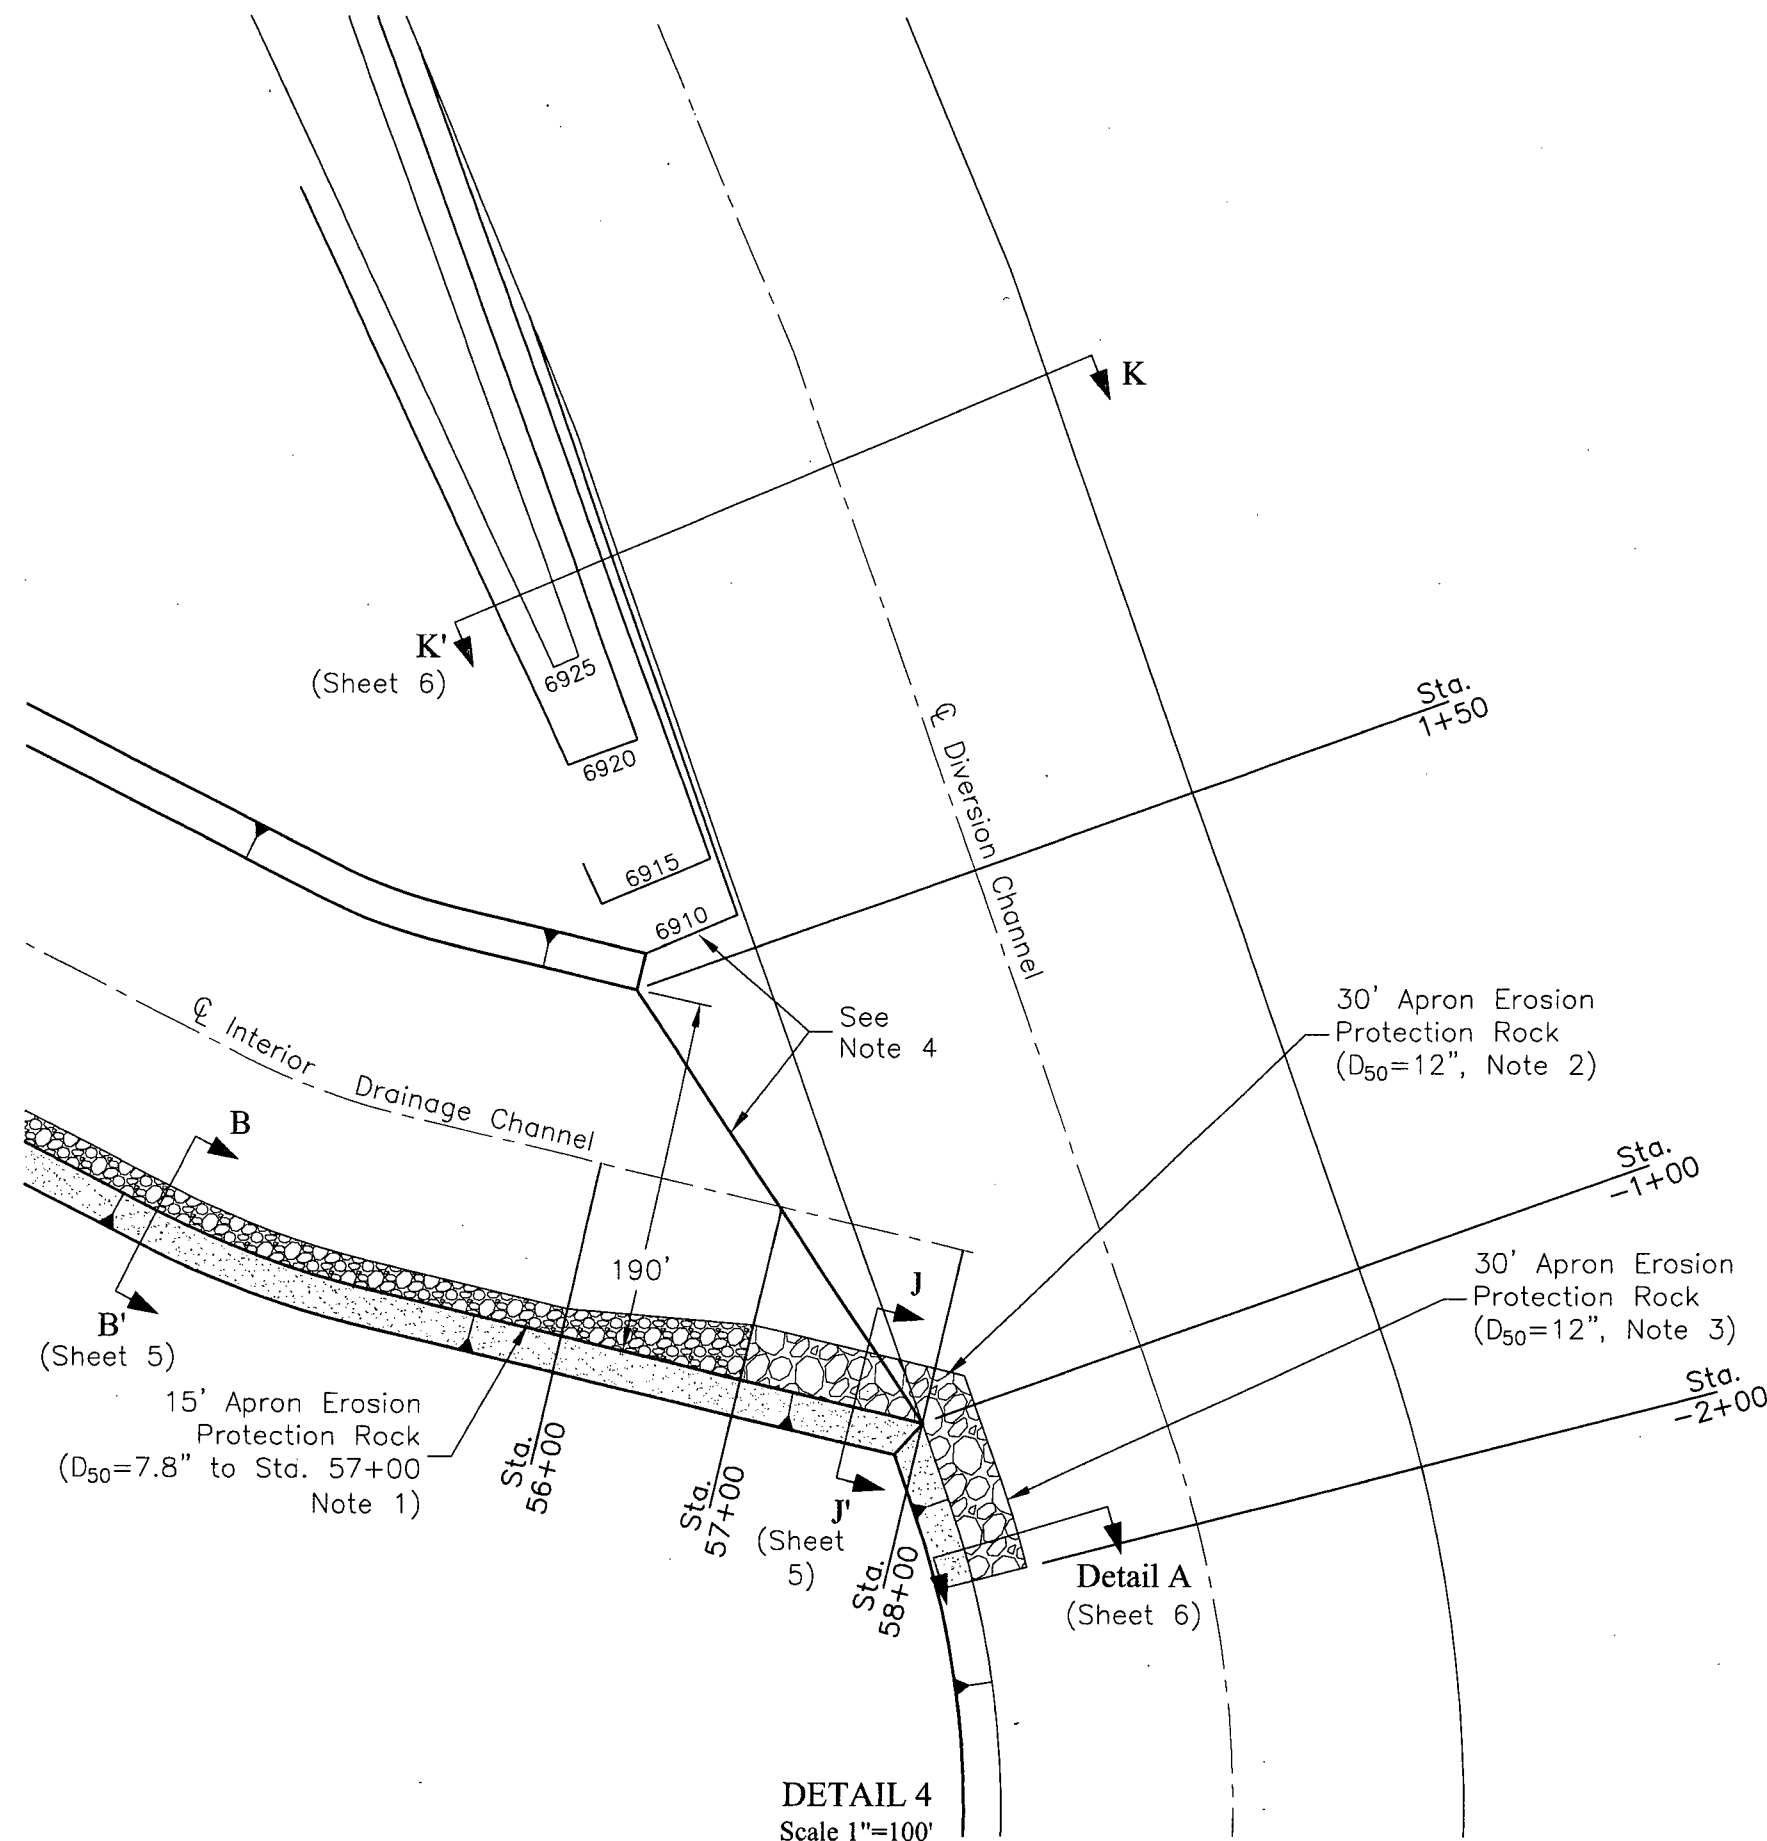 K
K'
(Sheet 6)
6925
6920
6915
6910
Sta.
1+50
℄ Diversion Channel
See
Note 4
30' Apron Erosion
Protection Rock
(D50=12", Note 2)
℄ Interior Drainage Channel
B
B'
(Sheet 5)
190'
J
J'
(Sheet
5)
Sta.
-1+00
30' Apron Erosion
Protection Rock
(D50=12", Note 3)
Sta.
-2+00
15' Apron Erosion
Protection Rock
(D50=7.8" to Sta. 57+00
Note 1)
Sta.
56+00
Sta.
57+00
Sta.
58+00
Detail A
(Sheet 6)
DETAIL 4
Scale 1"=100'